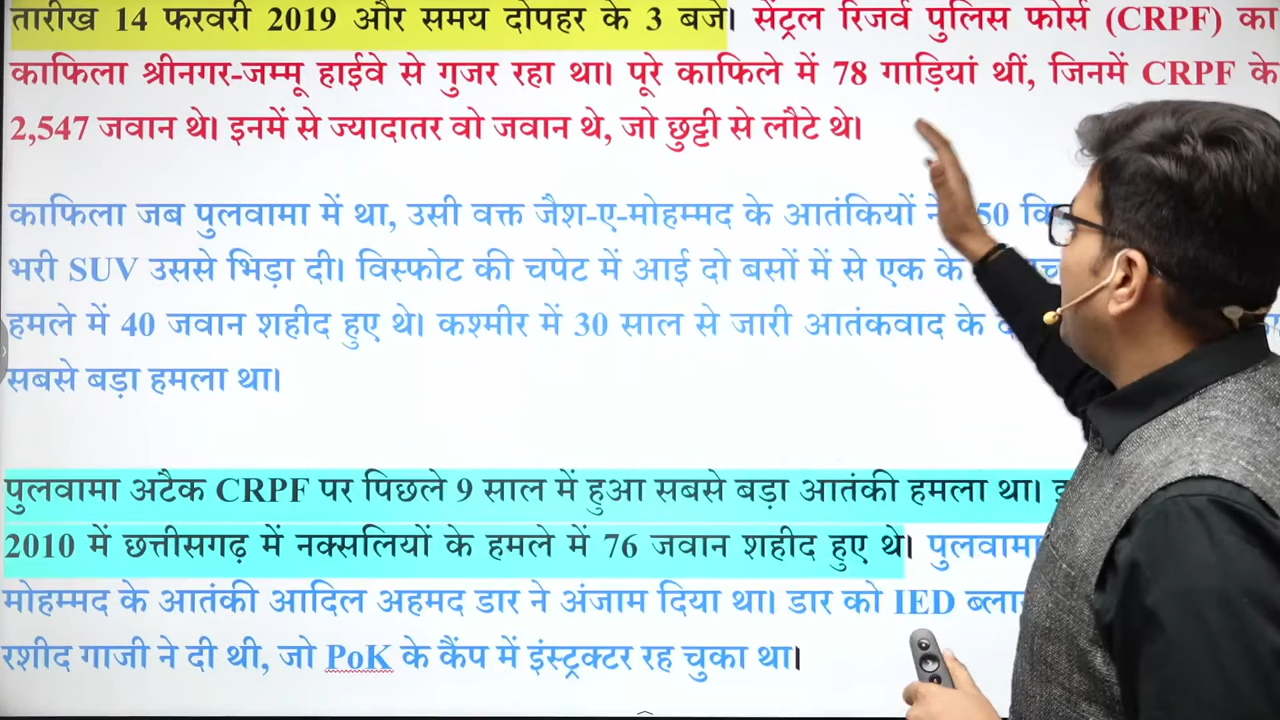 तारीख 14 फरवरी 2019 और समय दोपहर के 3 बजे। सेंट्रल रिजर्व पुलिस फोर्स (CRPF) का
काफिला श्रीनगर-जम्मू हाईवे से गुजर रहा था। पूरे काफिले में 78 गाड़ियां थीं, जिनमें CRPF के
2,547 जवान थे। इनमें से ज्यादातर वो जवान थे, जो छुट्टी से लौटे थे।
काफिला जब पुलवामा में था, उसी वक्त जैश-ए-मोहम्मद के आतंकियों
भरी SUV उससे भिड़ा दी। विस्फोट की चपेट में आई दो बसों में से एक के
हमले में 40 जवान शहीद हुए थे। कश्मीर में 30 साल से जारी आतंकवाद के
सबसे बड़ा हमला था।
पुलवामा अटैक CRPF पर पिछले 9 साल में हुआ सबसे बड़ा आतंकी हमला था।
2010 में छत्तीसगढ़ में नक्सलियों के हमले में 76 जवान शहीद हुए थे। पुलवामा
मोहम्मद के आतंकी आदिल अहमद डार ने अंजाम दिया था। डार को IED
रशीद गाजी ने दी थी, जो PoK के कैंप में इंस्ट्रक्टर रह चुका था।